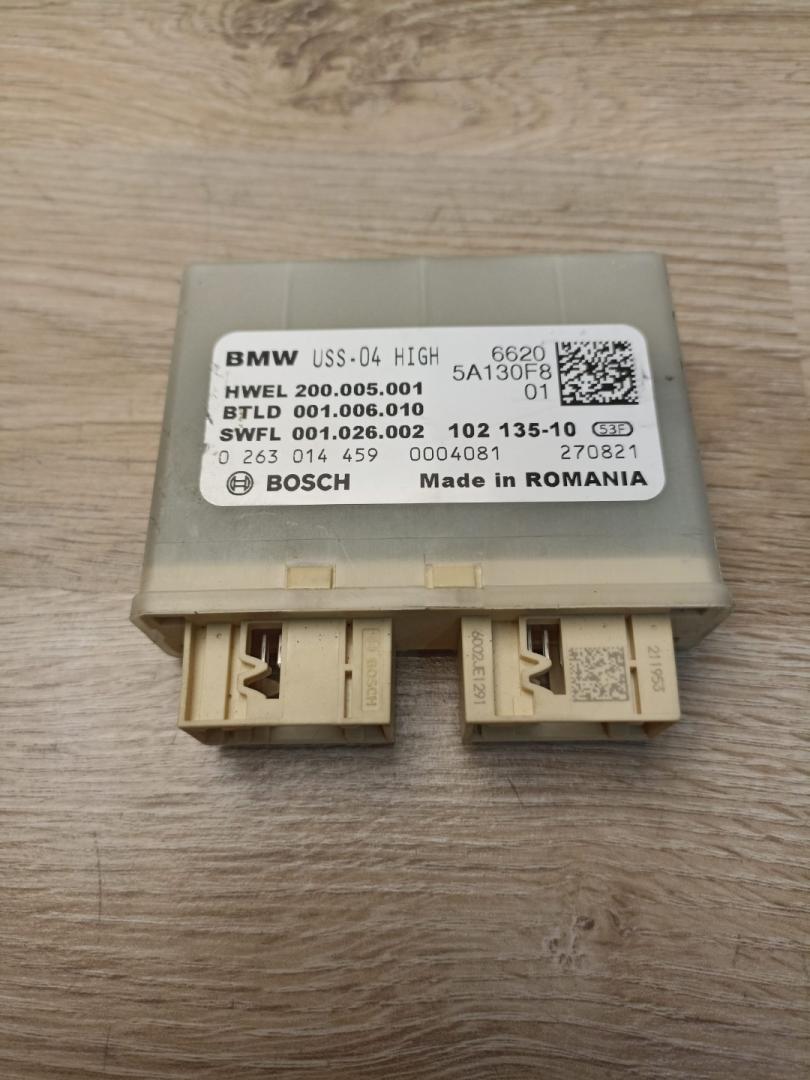 BMW USS-04 HIGH 6620
5A130F8
HWEL 200.005.001 01
BTLD 001.006.010
SWFL 001.026.002 102 135-10 53F
0 263 014 459 0004081 270821
BOSCH Made in ROMANIA
BOSCH
6002JE1291
211953